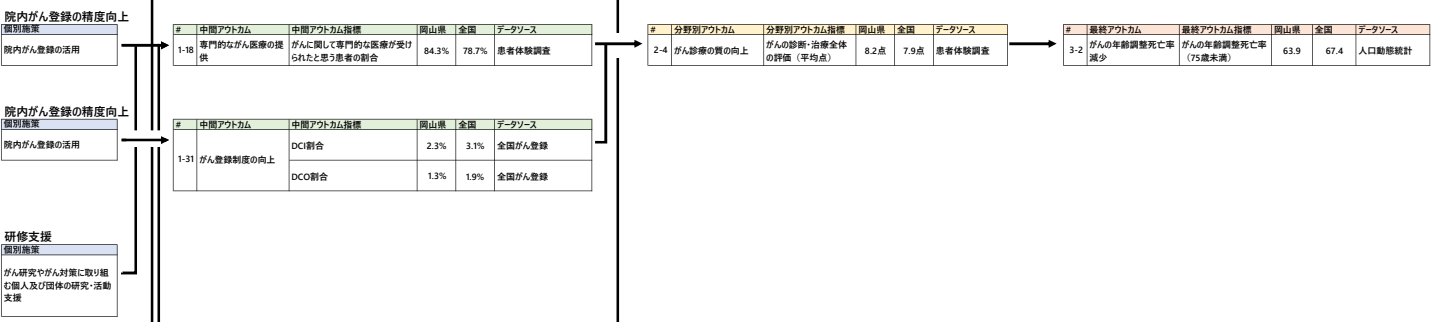 院内がん登録の精度向上
個別施策
院内がん登録の活用
# 中間アウトカム 中間アウトカム指標 岡山県 全国 データソース
1-18 専門的ながん医療の提供 がんに関して専門的な医療が受けられたと思う患者の割合 84.3% 78.7% 患者体験調査
# 分野別アウトカム 分野別アウトカム指標 岡山県 全国 データソース
2-4 がん診療の質の向上 がんの診断・治療全体の評価（平均点） 8.2点 7.9点 患者体験調査
# 最終アウトカム 最終アウトカム指標 岡山県 全国 データソース
3-2 がんの年齢調整死亡率減少 がんの年齢調整死亡率（75歳未満） 63.9 67.4 人口動態統計
院内がん登録の精度向上
個別施策
院内がん登録の活用
# 中間アウトカム 中間アウトカム指標 岡山県 全国 データソース
1-31 がん登録制度の向上 DCI割合 2.3% 3.1% 全国がん登録
DCO割合 1.3% 1.9% 全国がん登録
研修支援
個別施策
がん研究やがん対策に取り組
む個人及び団体の研究・活動
支援